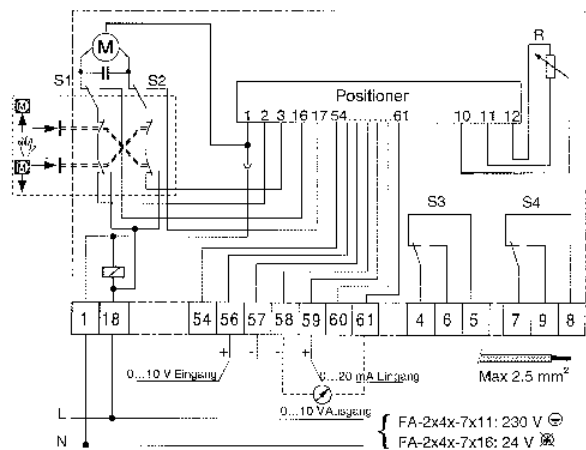 M
S1 S2
R
Positioner
1 2 3 16 17 54 61 10 11 12
M
M
S3 S4
1 18 54 56 57 58 59 60 61 4 6 5 7 9 8
+ - - +
0...10 V Eingang
0...20 mA Lingang
Max 2.5 mm²
0...10 V Ausgang
L
N
FA-2x4x-7x11: 230 V
FA-2x4x-7x16: 24 V